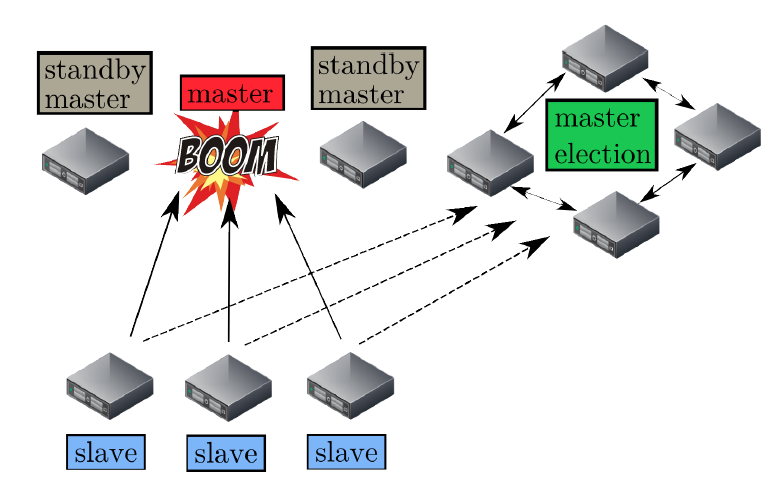 standby
master
master
standby
master
BOOM
master
election
slave
slave
slave